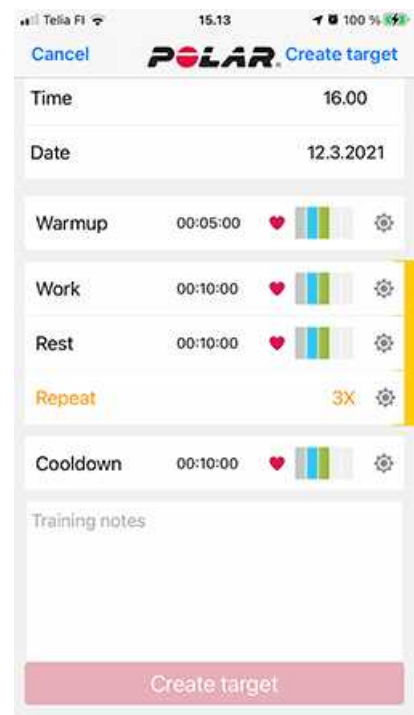 Telia FI 15.13 100 %
Cancel POLAR. Create target
Time 16.00
Date 12.3.2021
Warmup 00:05:00
Work 00:10:00
Rest 00:10:00
Repeat 3X
Cooldown 00:10:00
Training notes
Create target